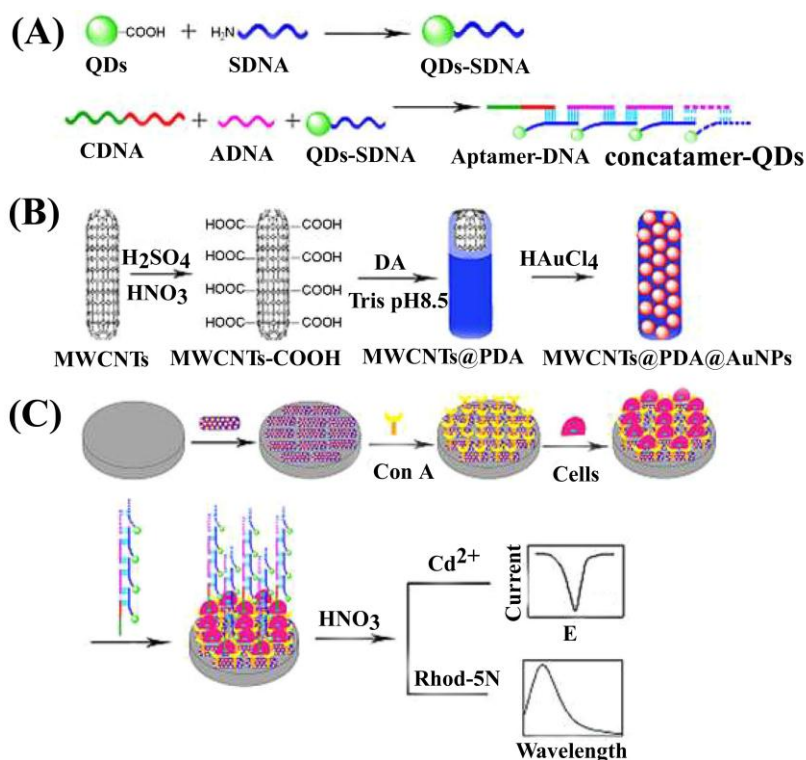 (A)
COOH + H2N
QDs SDNA QDs-SDNA
+ +
CDNA ADNA QDs-SDNA Aptamer-DNA concatamer-QDs
(B)
HOOC COOH
HOOC COOH
HOOC COOH
HOOC COOH
H2SO4
HNO3
DA
Tris pH8.5
HAuCl4
MWCNTs MWCNTs-COOH MWCNTs@PDA MWCNTs@PDA@AuNPs
(C)
Con A
Cells
HNO3
Cd2+
Current
E
Rhod-5N
Wavelength